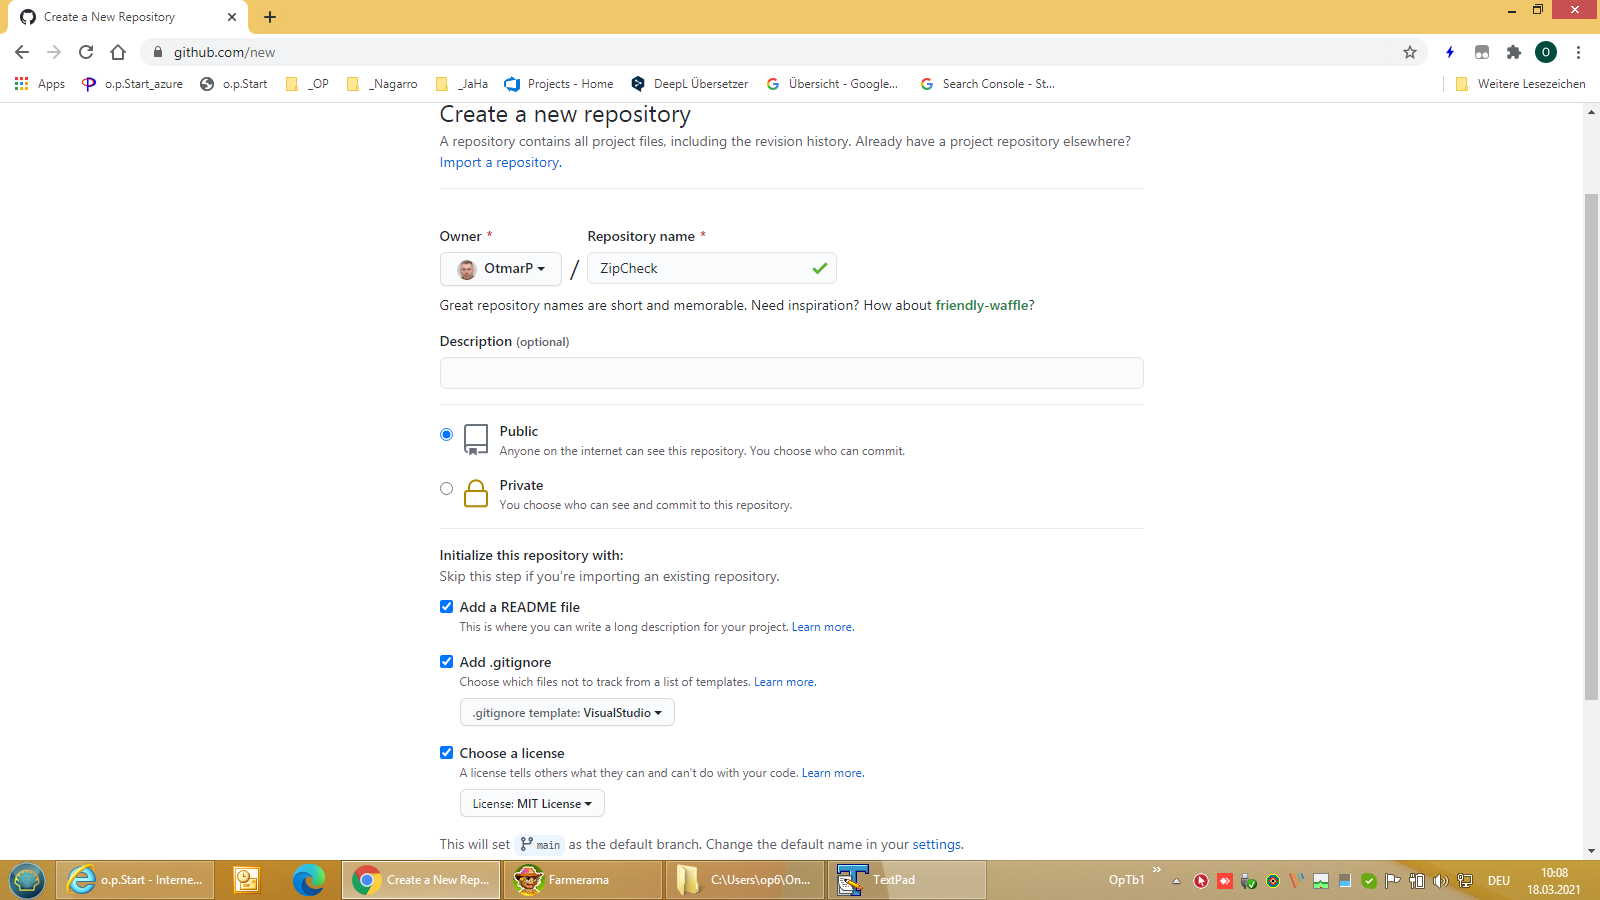 Create a New Repository
github.com/new
O
Apps o.p.Start_azure o.p.Start _OP _Nagarro _JaHa Projects - Home DeepL Übersetzer Übersicht - Google... Search Console - St... Weitere Lesezeichen
Create a new repository
A repository contains all project files, including the revision history. Already have a project repository elsewhere?
Import a repository.
Owner * Repository name *
OtmarP / ZipCheck
Great repository names are short and memorable. Need inspiration? How about friendly-waffle?
Description (optional)
Public
Anyone on the internet can see this repository. You choose who can commit.
Private
You choose who can see and commit to this repository.
Initialize this repository with:
Skip this step if you're importing an existing repository.
Add a README file
This is where you can write a long description for your project. Learn more.
Add .gitignore
Choose which files not to track from a list of templates. Learn more.
.gitignore template: VisualStudio
Choose a license
A license tells others what they can and can't do with your code. Learn more.
License: MIT License
This will set main as the default branch. Change the default name in your settings.
o.p.Start - Interne... Create a New Rep... Farmerama C:\Users\op6\On... TextPad OpTb1 » DEU 10:08
18.03.2021